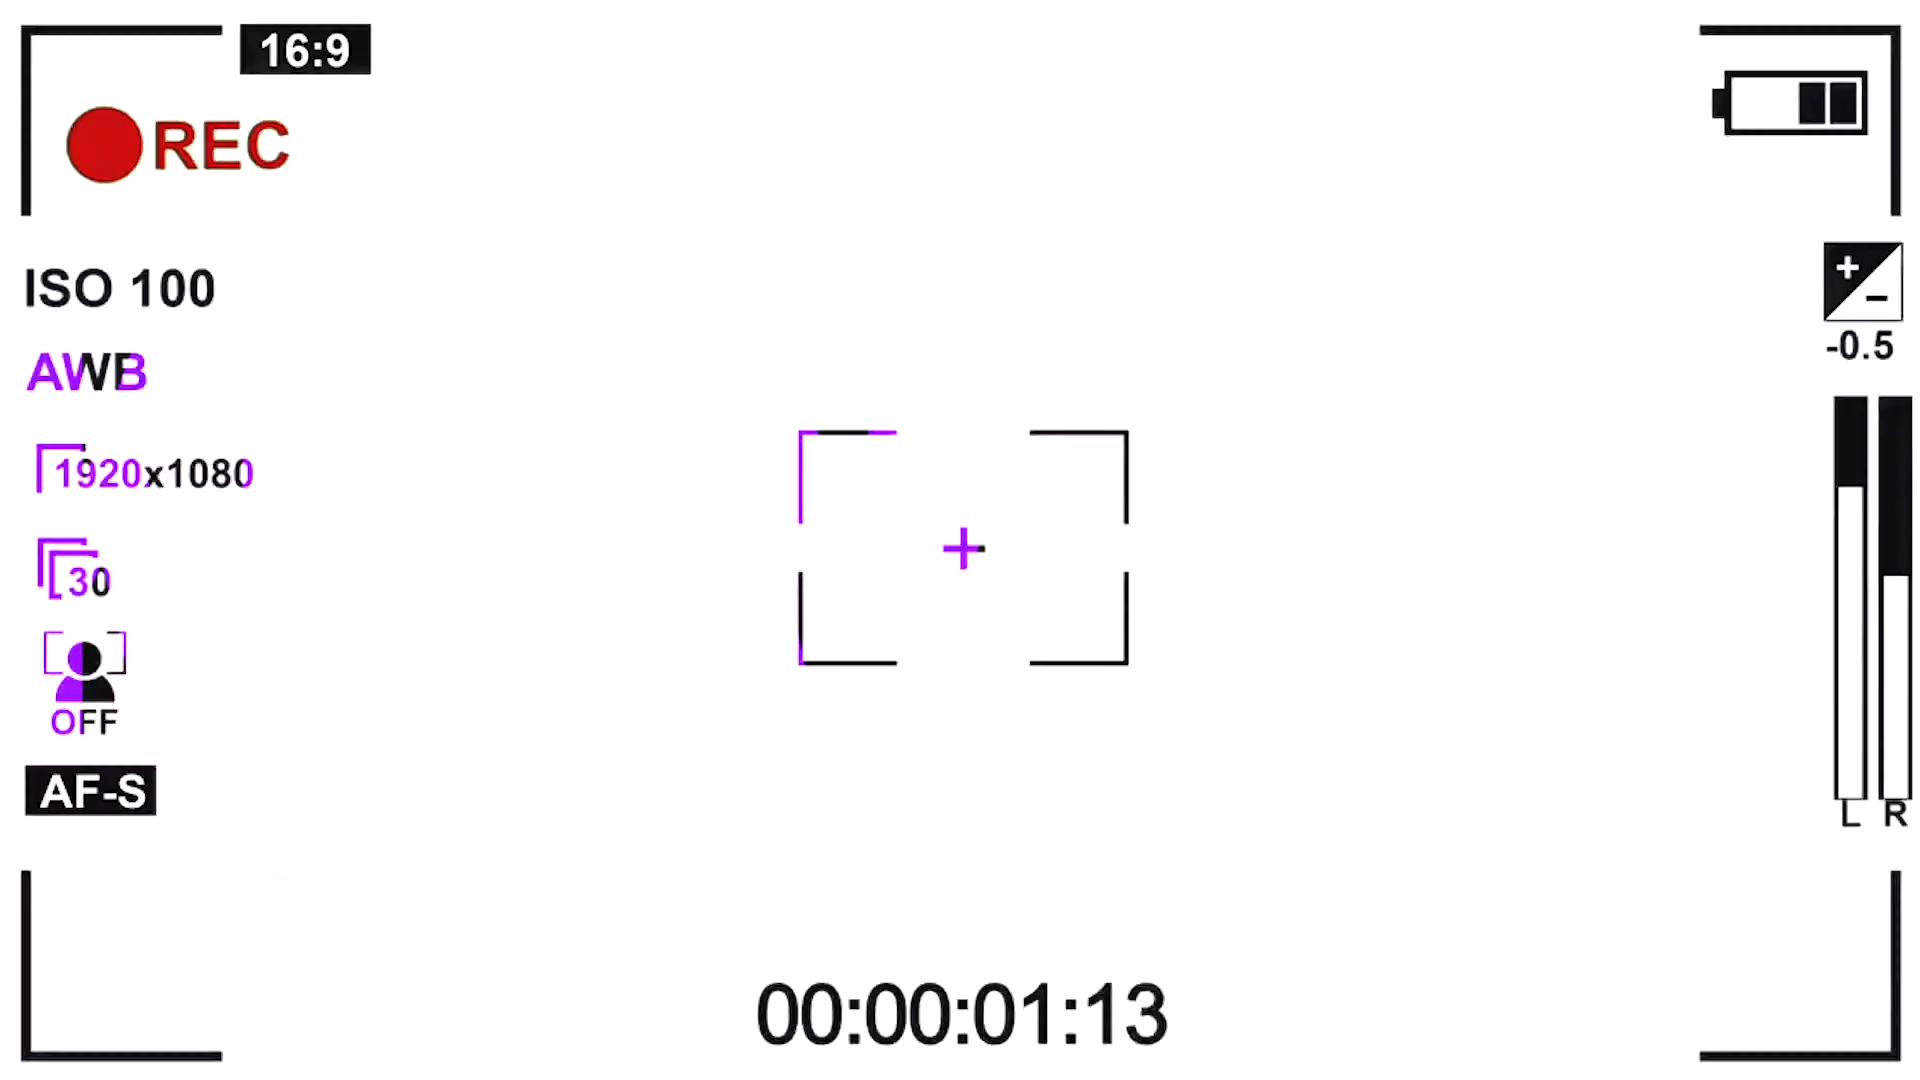 16:9
REC
ISO 100
+
−
-0.5
AWB
1920x1080
30
OFF
AF-S
L R
00:00:01:13